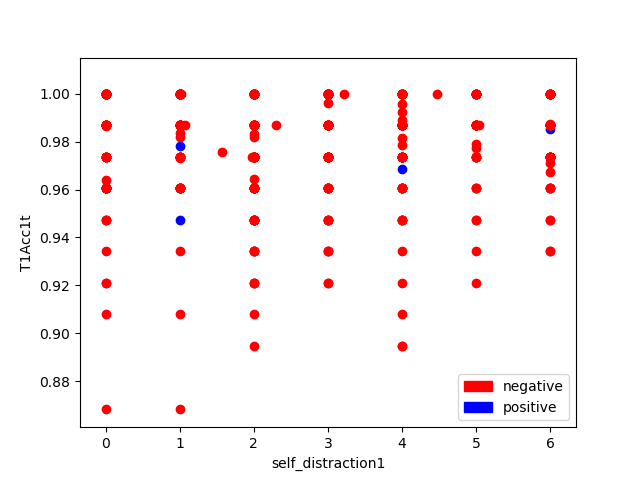 1.00
0.98
0.96
0.94
0.92
0.90
0.88
T1Acc1t
0 1 2 3 4 5 6
self_distraction1
negative
positive